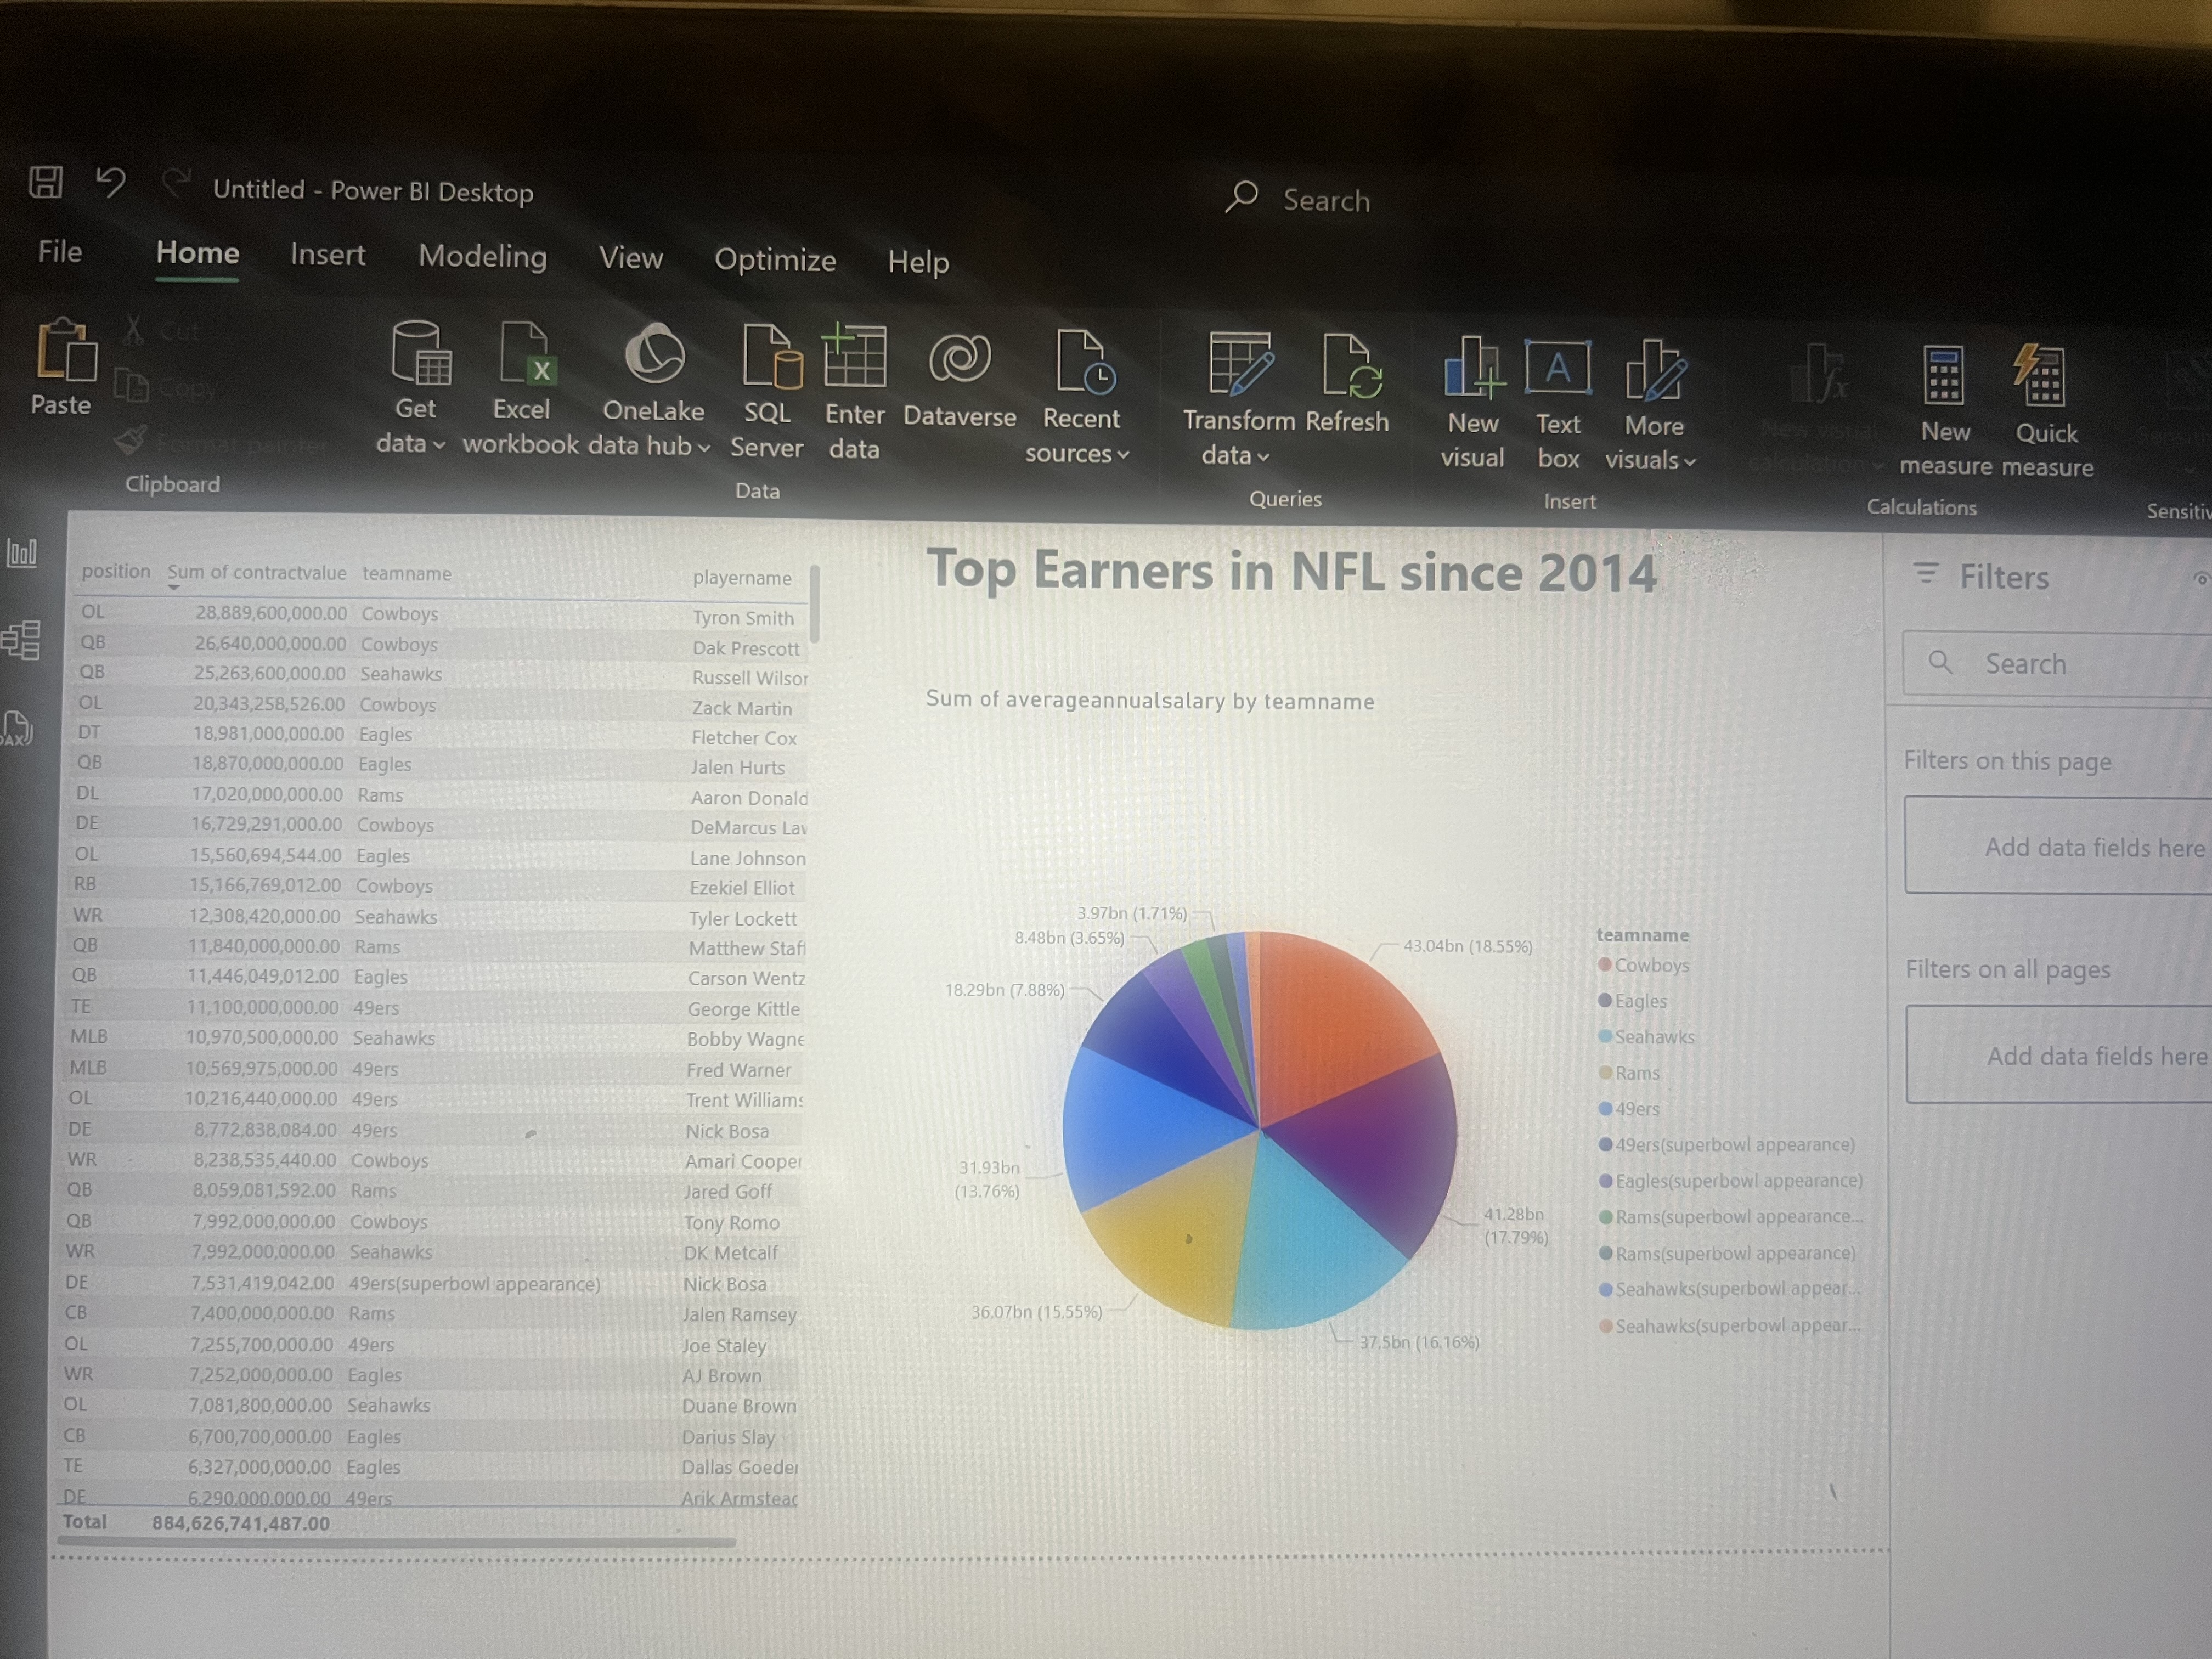 Untitled - Power BI Desktop
Search
File Home Insert Modeling View Optimize Help
Paste
Cut
Copy
Format painter
Clipboard
Get data
Excel workbook
OneLake data hub
SQL Server
Enter data
Dataverse
Recent sources
Data
Transform data
Refresh
Queries
New visual
Text box
More visuals
Insert
New visual calculation
New measure
Quick measure
Calculations
Sensitiv
position Sum of contractvalue teamname playername
OL 28,889,600,000.00 Cowboys Tyron Smith
QB 26,640,000,000.00 Cowboys Dak Prescott
QB 25,263,600,000.00 Seahawks Russell Wilsor
OL 20,343,258,526.00 Cowboys Zack Martin
DT 18,981,000,000.00 Eagles Fletcher Cox
QB 18,870,000,000.00 Eagles Jalen Hurts
DL 17,020,000,000.00 Rams Aaron Donald
DE 16,729,291,000.00 Cowboys DeMarcus Lav
OL 15,560,694,544.00 Eagles Lane Johnson
RB 15,166,769,012.00 Cowboys Ezekiel Elliot
WR 12,308,420,000.00 Seahawks Tyler Lockett
QB 11,840,000,000.00 Rams Matthew Staff
QB 11,446,049,012.00 Eagles Carson Wentz
TE 11,100,000,000.00 49ers George Kittle
MLB 10,970,500,000.00 Seahawks Bobby Wagne
MLB 10,569,975,000.00 49ers Fred Warner
OL 10,216,440,000.00 49ers Trent Williams
DE 8,772,838,084.00 49ers Nick Bosa
WR 8,238,535,440.00 Cowboys Amari Cooper
QB 8,059,081,592.00 Rams Jared Goff
QB 7,992,000,000.00 Cowboys Tony Romo
WR 7,992,000,000.00 Seahawks DK Metcalf
DE 7,531,419,042.00 49ers(superbowl appearance) Nick Bosa
CB 7,400,000,000.00 Rams Jalen Ramsey
OL 7,255,700,000.00 49ers Joe Staley
WR 7,252,000,000.00 Eagles AJ Brown
OL 7,081,800,000.00 Seahawks Duane Brown
CB 6,700,700,000.00 Eagles Darius Slay
TE 6,327,000,000.00 Eagles Dallas Goeder
DE 6,290,000,000.00 49ers Arik Armsteac
Total 884,626,741,487.00
Top Earners in NFL since 2014
Sum of averageannualsalary by teamname
3.97bn (1.71%)
8.48bn (3.65%)
18.29bn (7.88%)
31.93bn
(13.76%)
36.07bn (15.55%)
43.04bn (18.55%)
41.28bn
(17.79%)
37.5bn (16.16%)
teamname
Cowboys
Eagles
Seahawks
Rams
49ers
49ers(superbowl appearance)
Eagles(superbowl appearance)
Rams(superbowl appearance...
Rams(superbowl appearance)
Seahawks(superbowl appear...
Seahawks(superbowl appear...
Filters
Search
Filters on this page
Add data fields here
Filters on all pages
Add data fields here